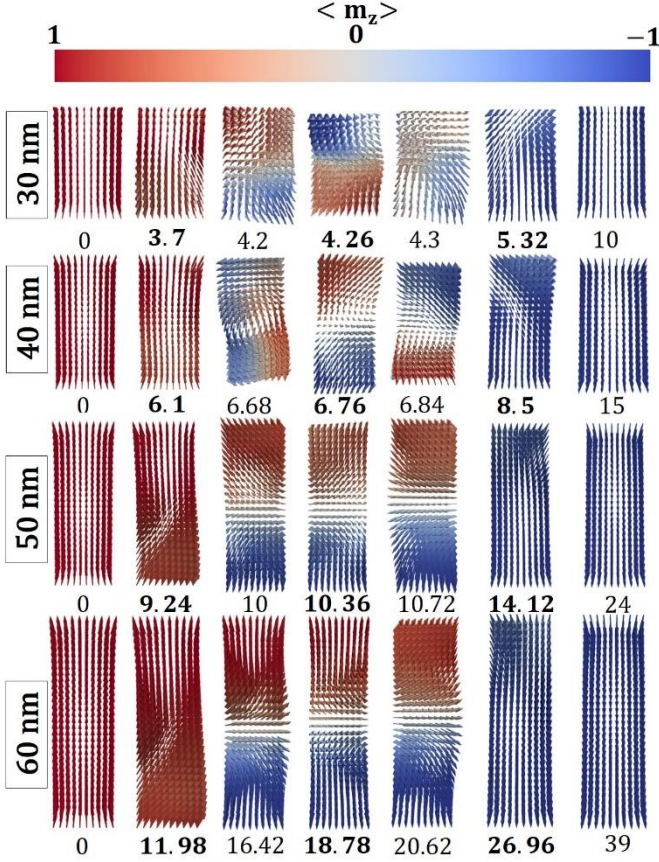 < m_z>
1 0 −1
30 nm
0 3.7 4.2 4.26 4.3 5.32 10
40 nm
0 6.1 6.68 6.76 6.84 8.5 15
50 nm
0 9.24 10 10.36 10.72 14.12 24
60 nm
0 11.98 16.42 18.78 20.62 26.96 39